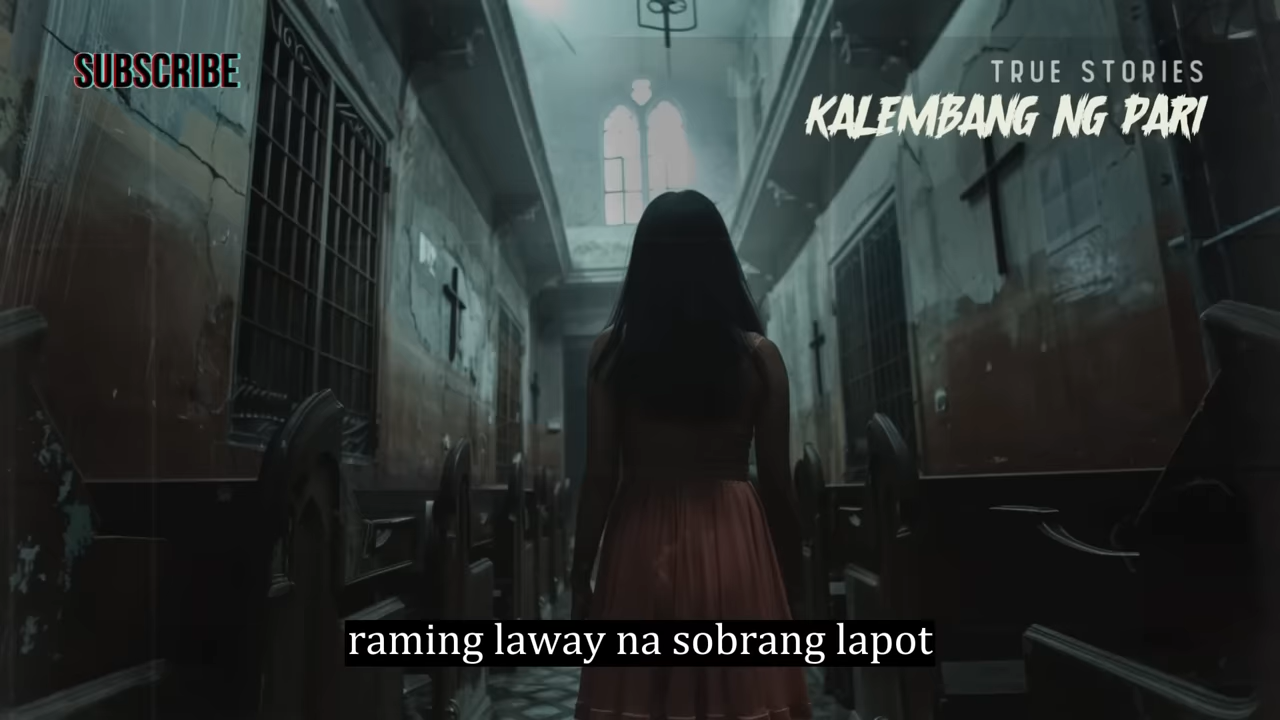 SUBSCRIBE
TRUE STORIES
KALEMBANG NG PARI
raming laway na sobrang lapot